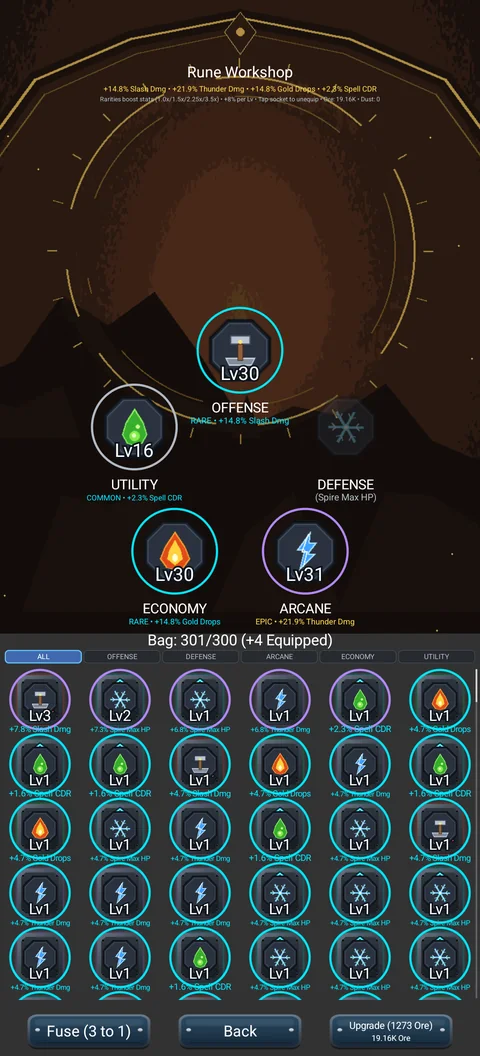 Rune Workshop
+14.8% Slash Dmg • +21.9% Thunder Dmg • +14.8% Gold Drops • +2.3% Spell CDR
Rarities boost stats (1.0x/1.5x/2.25x/3.5x) • +8% per Lv • Tap socket to unequip • Ore: 19.16K • Dust: 0
Lv30
OFFENSE
RARE • +14.8% Slash Dmg
Lv16
UTILITY
COMMON • +2.3% Spell CDR
DEFENSE
(Spire Max HP)
Lv30
ECONOMY
RARE • +14.8% Gold Drops
Lv31
ARCANE
EPIC • +21.9% Thunder Dmg
Bag: 301/300 (+4 Equipped)
ALL OFFENSE DEFENSE ARCANE ECONOMY UTILITY
Lv3 Lv2 Lv1 Lv1 Lv1 Lv1
+7.8% Slash Dmg +7.3% Spire Max HP +6.8% Spire Max HP +6.8% Thunder Dmg +2.3% Spell CDR +4.7% Gold Drops
Lv1 Lv1 Lv1 Lv1 Lv1 Lv1
+1.6% Spell CDR +1.6% Spell CDR +4.7% Slash Dmg +4.7% Gold Drops +4.7% Thunder Dmg +1.6% Spell CDR
Lv1 Lv1 Lv1 Lv1 Lv1 Lv1
+4.7% Gold Drops +4.7% Spire Max HP +4.7% Thunder Dmg +1.6% Spell CDR +4.7% Spire Max HP +4.7% Slash Dmg
Lv1 Lv1 Lv1 Lv1 Lv1 Lv1
+4.7% Thunder Dmg +4.7% Thunder Dmg +4.7% Thunder Dmg +4.7% Spire Max HP +4.7% Spire Max HP +4.7% Spire Max HP
Lv1 Lv1 Lv1 Lv1 Lv1 Lv1
+4.7% Thunder Dmg +4.7% Thunder Dmg +1.6% Spell CDR +4.7% Spire Max HP +4.7% Spire Max HP +4.7% Spire Max HP
Fuse (3 to 1)
Back
Upgrade (1273 Ore)
19.16K Ore